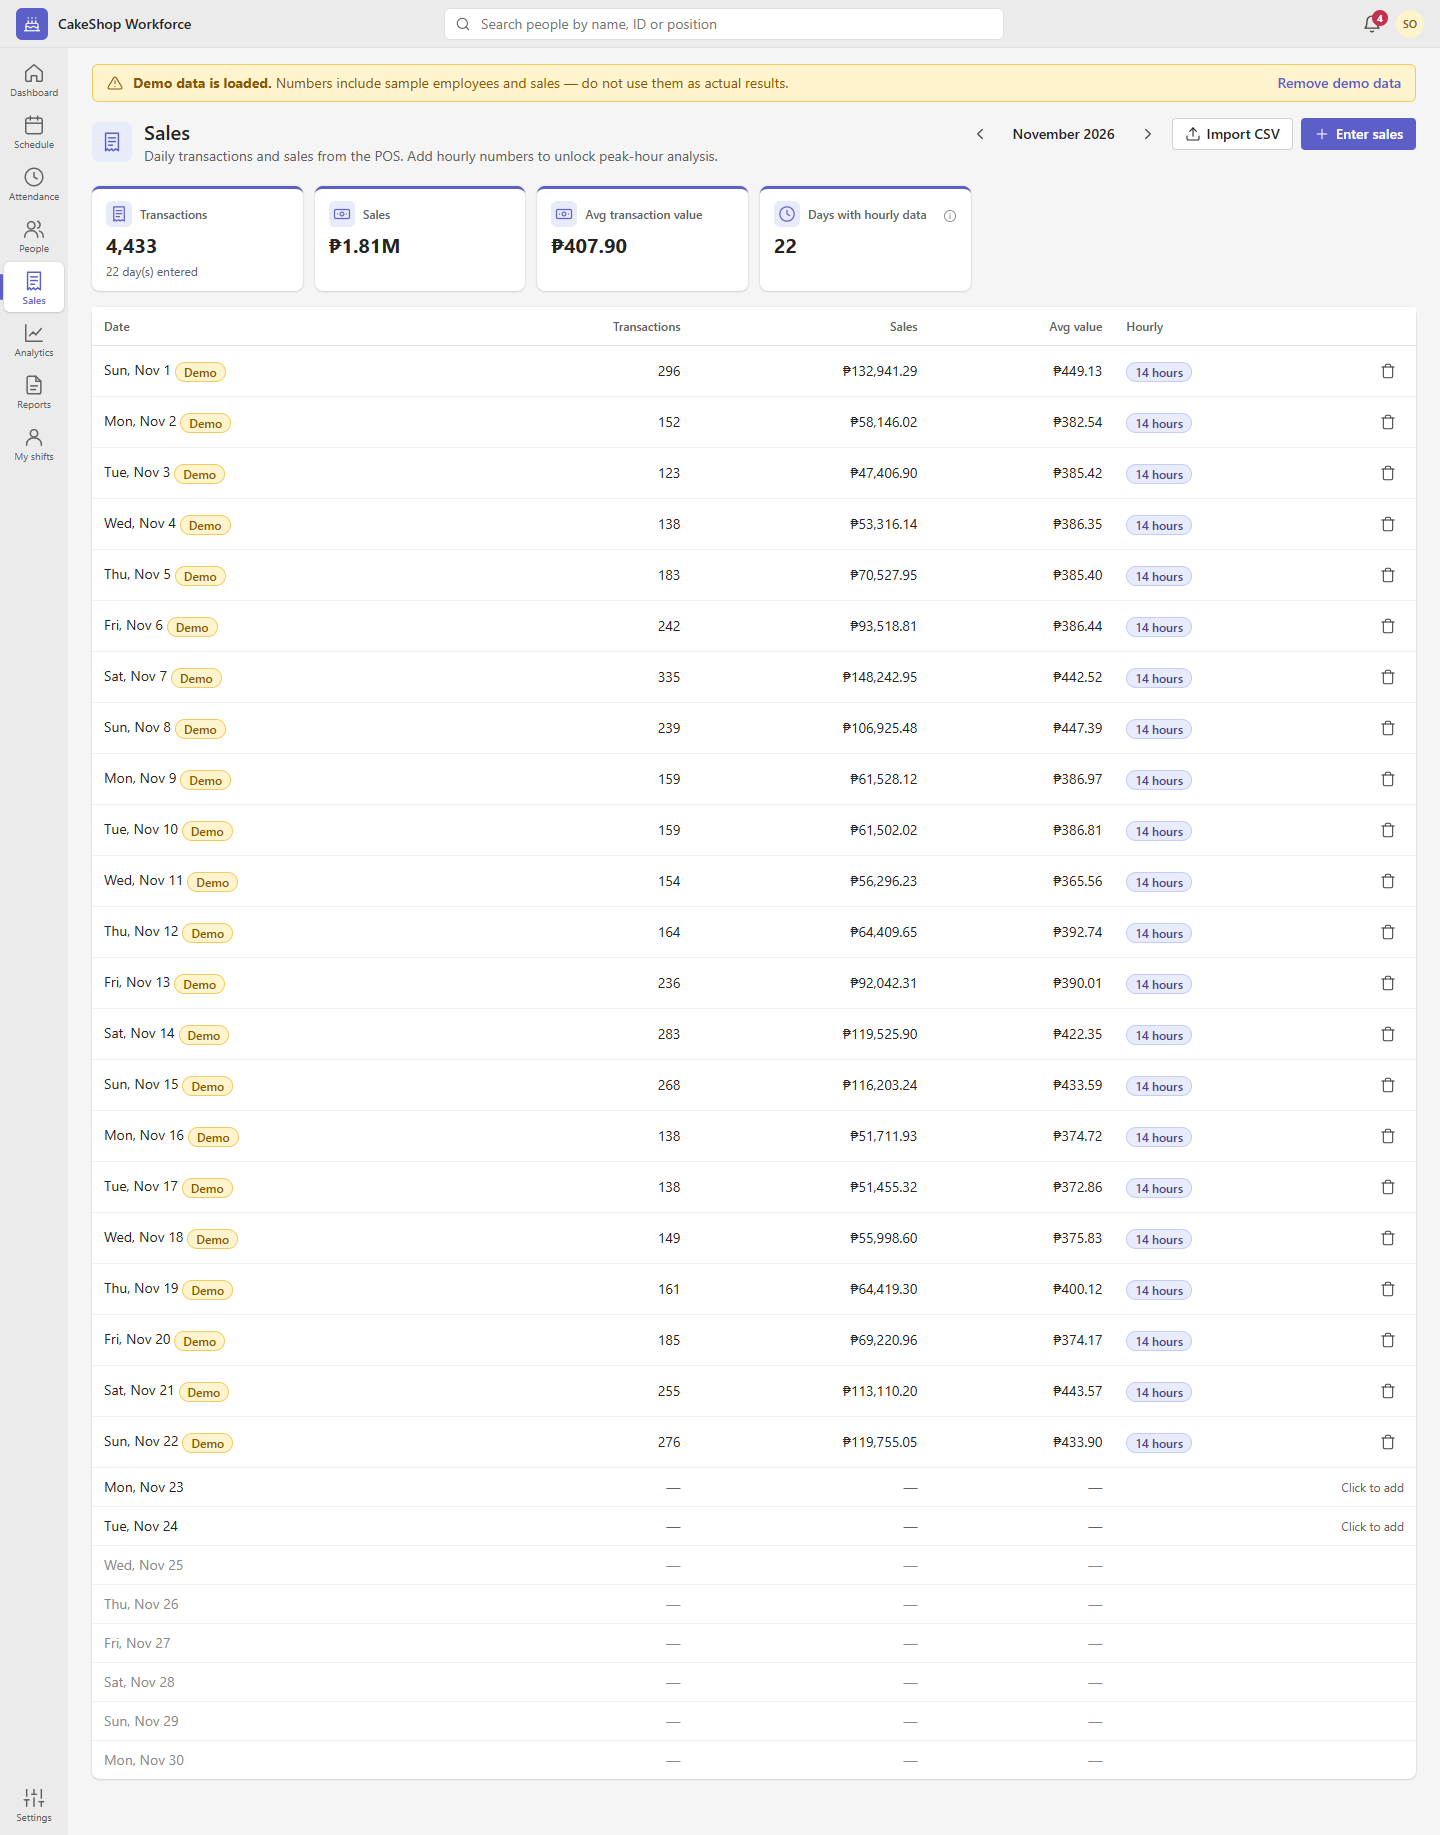 CakeShop Workforce
Search people by name, ID or position
4
SO
Dashboard
Schedule
Attendance
People
Sales
Analytics
Reports
My shifts
Settings
Demo data is loaded. Numbers include sample employees and sales — do not use them as actual results.
Remove demo data
Sales
Daily transactions and sales from the POS. Add hourly numbers to unlock peak-hour analysis.
November 2026
Import CSV
Enter sales
Transactions
4,433
22 day(s) entered
Sales
₱1.81M
Avg transaction value
₱407.90
Days with hourly data
22
Date Transactions Sales Avg value Hourly
Sun, Nov 1 Demo 296 ₱132,941.29 ₱449.13 14 hours
Mon, Nov 2 Demo 152 ₱58,146.02 ₱382.54 14 hours
Tue, Nov 3 Demo 123 ₱47,406.90 ₱385.42 14 hours
Wed, Nov 4 Demo 138 ₱53,316.14 ₱386.35 14 hours
Thu, Nov 5 Demo 183 ₱70,527.95 ₱385.40 14 hours
Fri, Nov 6 Demo 242 ₱93,518.81 ₱386.44 14 hours
Sat, Nov 7 Demo 335 ₱148,242.95 ₱442.52 14 hours
Sun, Nov 8 Demo 239 ₱106,925.48 ₱447.39 14 hours
Mon, Nov 9 Demo 159 ₱61,528.12 ₱386.97 14 hours
Tue, Nov 10 Demo 159 ₱61,502.02 ₱386.81 14 hours
Wed, Nov 11 Demo 154 ₱56,296.23 ₱365.56 14 hours
Thu, Nov 12 Demo 164 ₱64,409.65 ₱392.74 14 hours
Fri, Nov 13 Demo 236 ₱92,042.31 ₱390.01 14 hours
Sat, Nov 14 Demo 283 ₱119,525.90 ₱422.35 14 hours
Sun, Nov 15 Demo 268 ₱116,203.24 ₱433.59 14 hours
Mon, Nov 16 Demo 138 ₱51,711.93 ₱374.72 14 hours
Tue, Nov 17 Demo 138 ₱51,455.32 ₱372.86 14 hours
Wed, Nov 18 Demo 149 ₱55,998.60 ₱375.83 14 hours
Thu, Nov 19 Demo 161 ₱64,419.30 ₱400.12 14 hours
Fri, Nov 20 Demo 185 ₱69,220.96 ₱374.17 14 hours
Sat, Nov 21 Demo 255 ₱113,110.20 ₱443.57 14 hours
Sun, Nov 22 Demo 276 ₱119,755.05 ₱433.90 14 hours
Mon, Nov 23 — — — Click to add
Tue, Nov 24 — — — Click to add
Wed, Nov 25 — — —
Thu, Nov 26 — — —
Fri, Nov 27 — — —
Sat, Nov 28 — — —
Sun, Nov 29 — — —
Mon, Nov 30 — — —